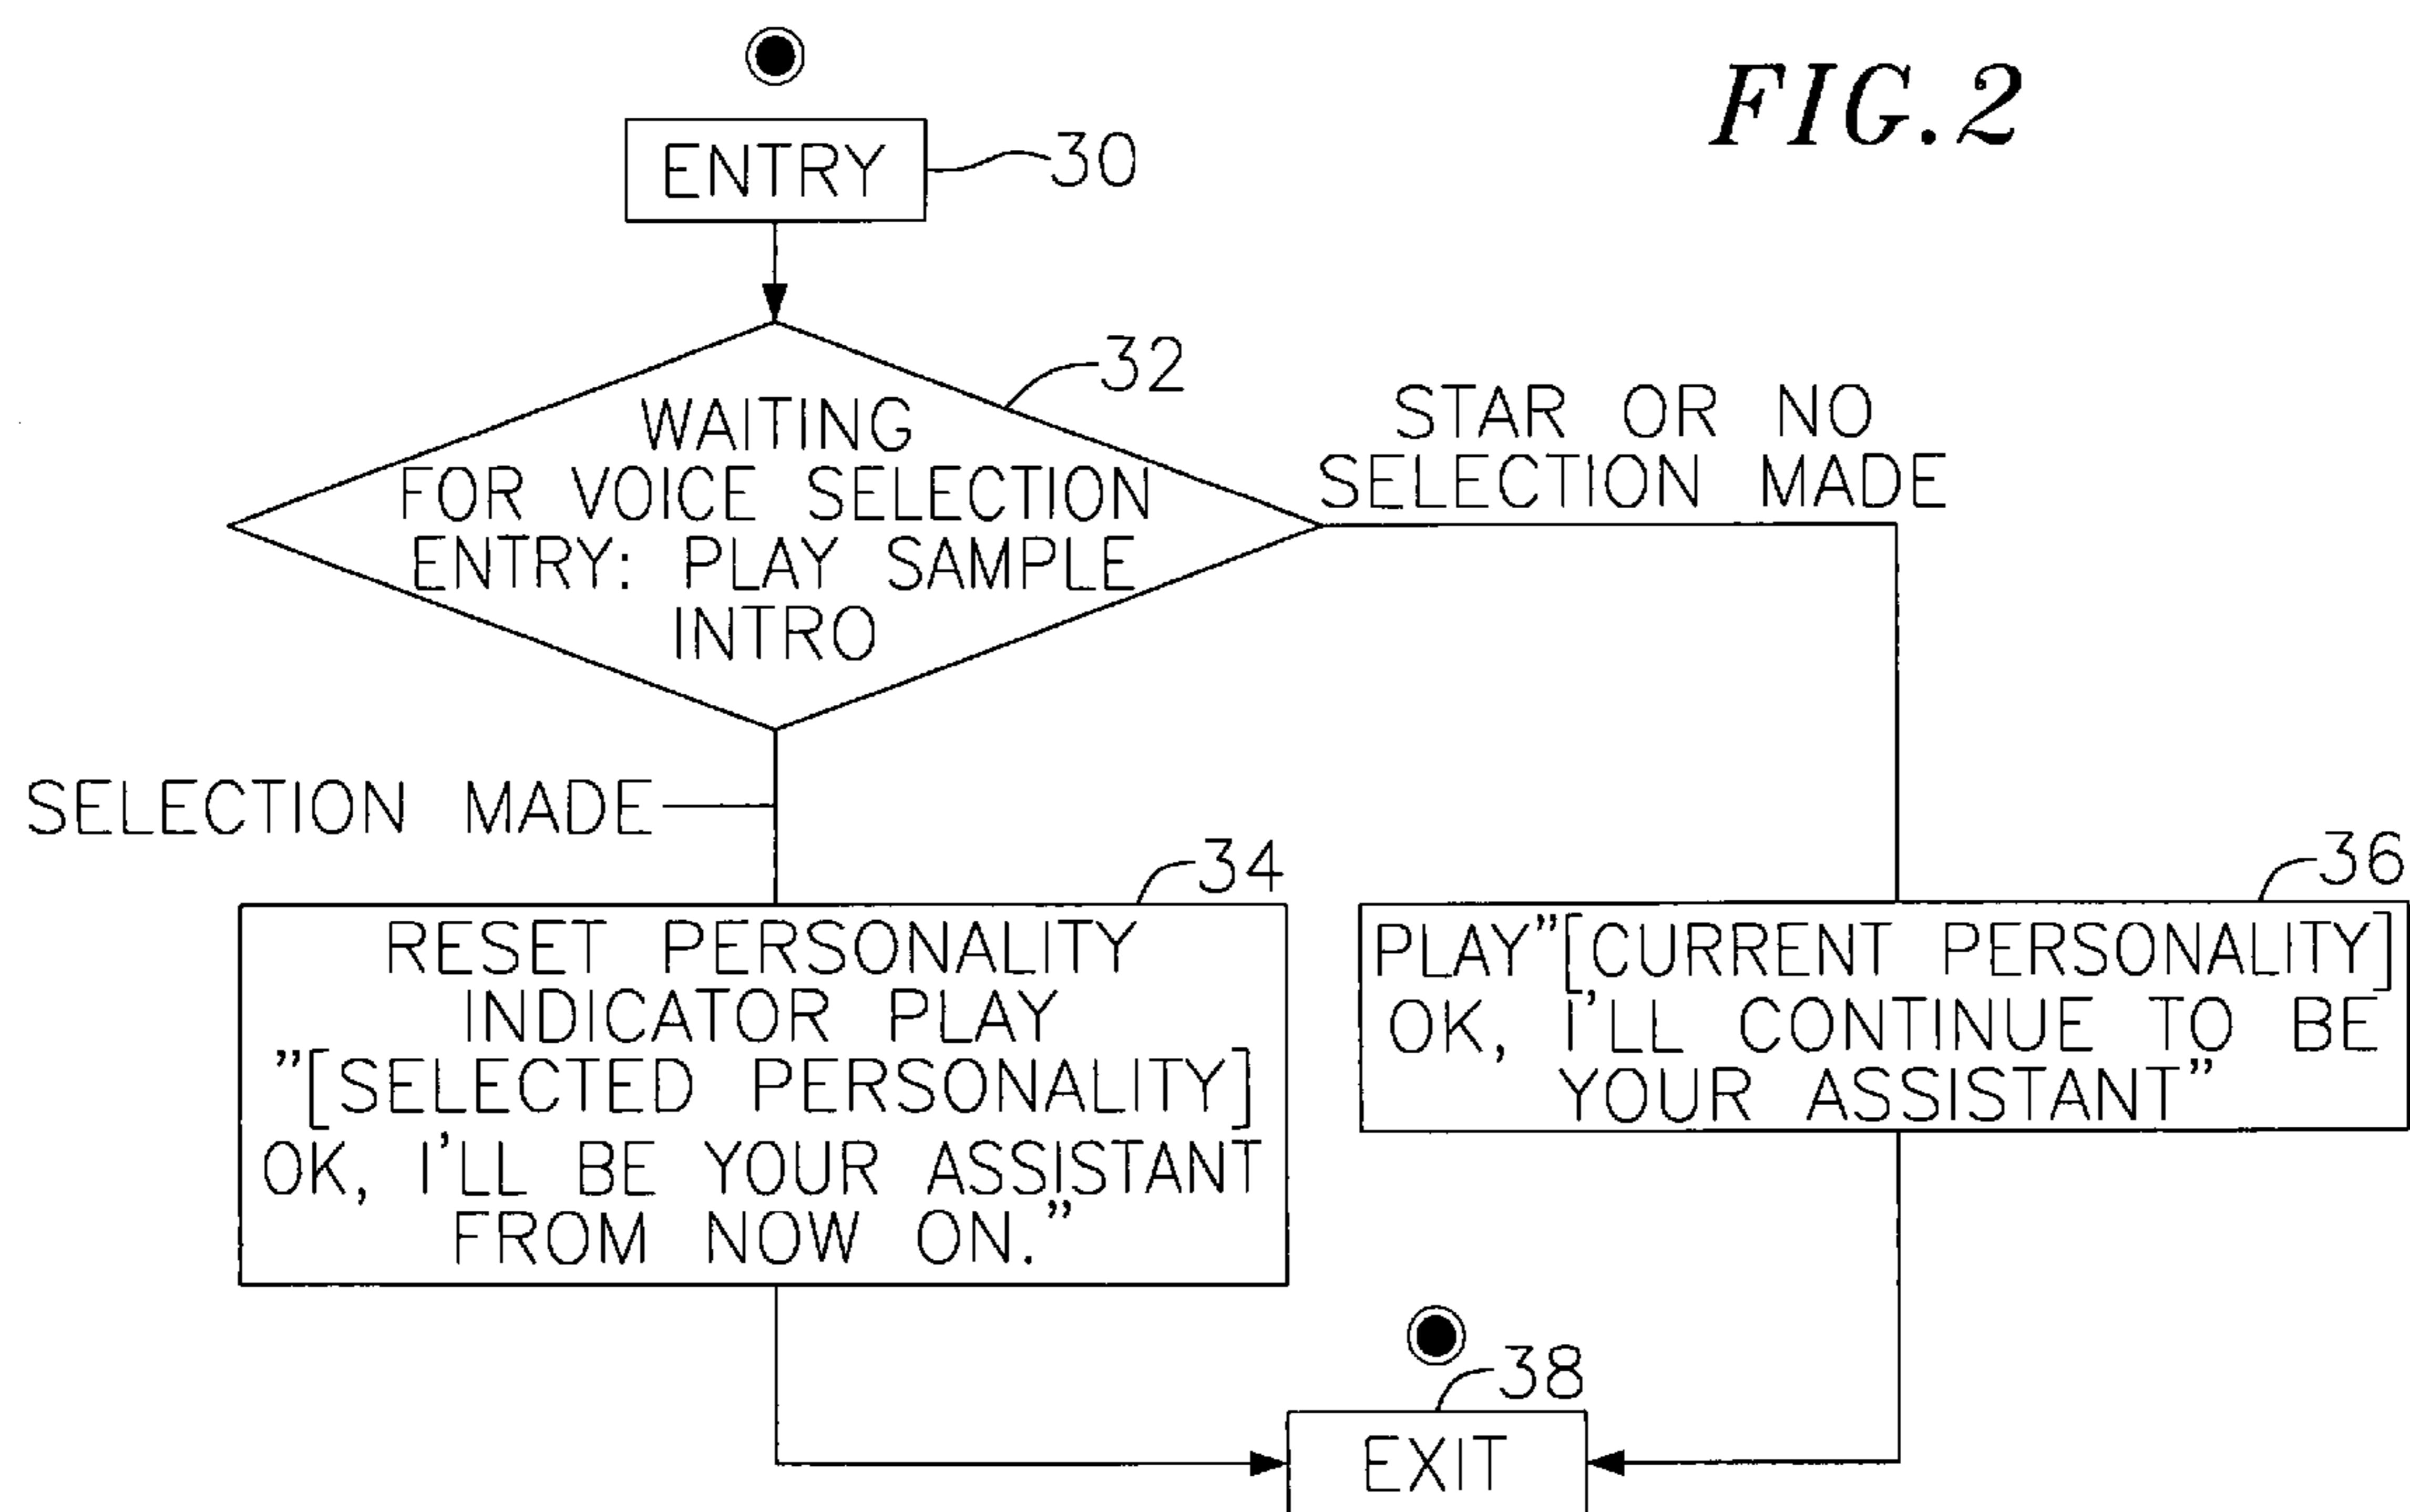 FIG.2
ENTRY
30
32
WAITING
FOR VOICE SELECTION
ENTRY: PLAY SAMPLE
INTRO
STAR OR NO
SELECTION MADE
SELECTION MADE
34
RESET PERSONALITY
INDICATOR PLAY
”[SELECTED PERSONALITY]
OK, I'LL BE YOUR ASSISTANT
FROM NOW ON.”
36
PLAY”[CURRENT PERSONALITY]
OK, I'LL CONTINUE TO BE
YOUR ASSISTANT”
38
EXIT